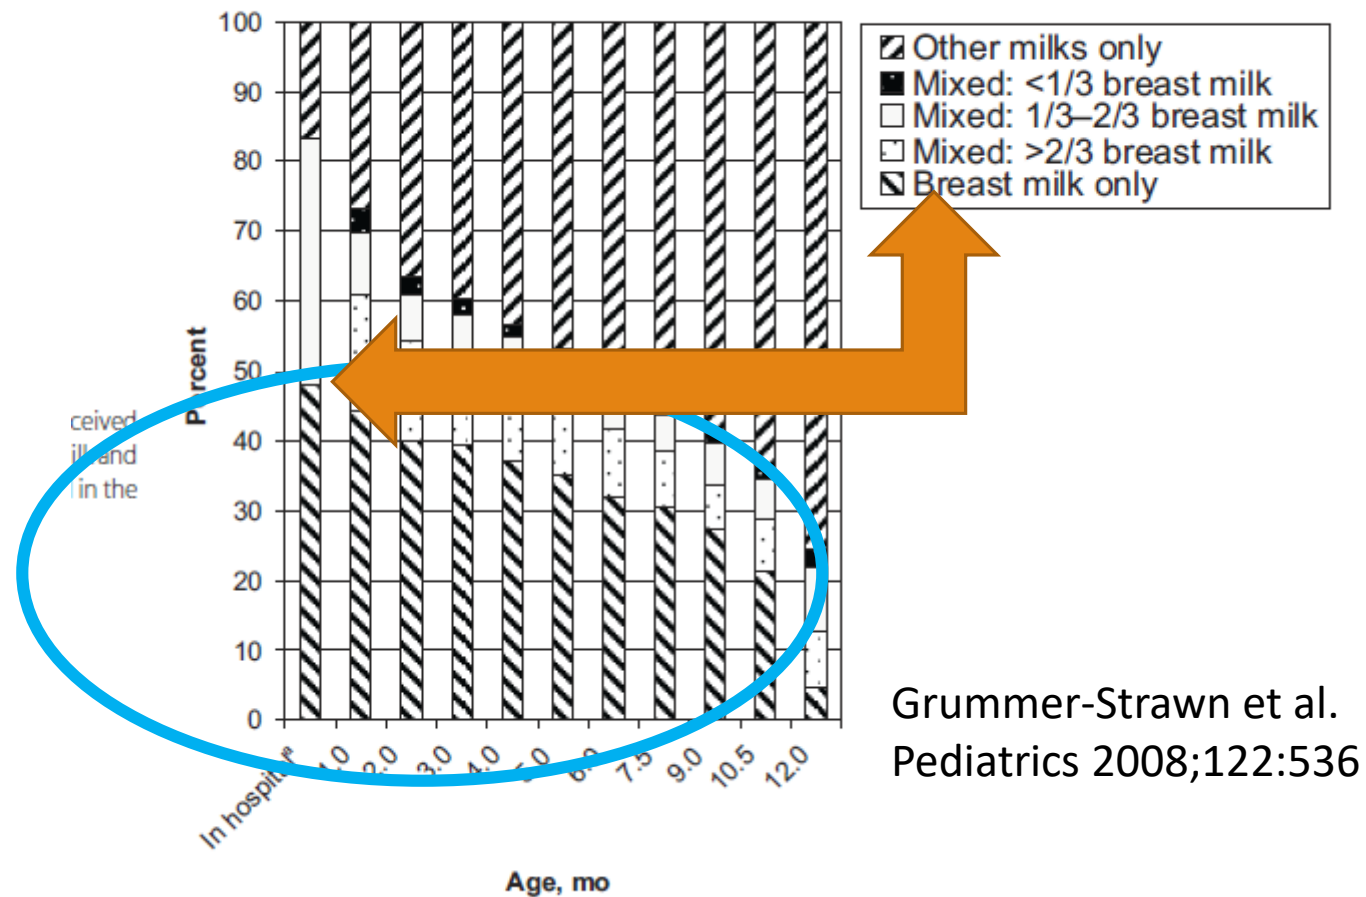 100
90
80
70
60
50
40
30
20
10
0
Percent
ceived
and
in the
In hospitalᵃ
1.0
2.0
3.0
4.0
5.0
6.0
7.5
9.0
10.5
12.0
Age, mo
Other milks only
Mixed: <1/3 breast milk
Mixed: 1/3–2/3 breast milk
Mixed: >2/3 breast milk
Breast milk only
Grummer-Strawn et al.
Pediatrics 2008;122:536